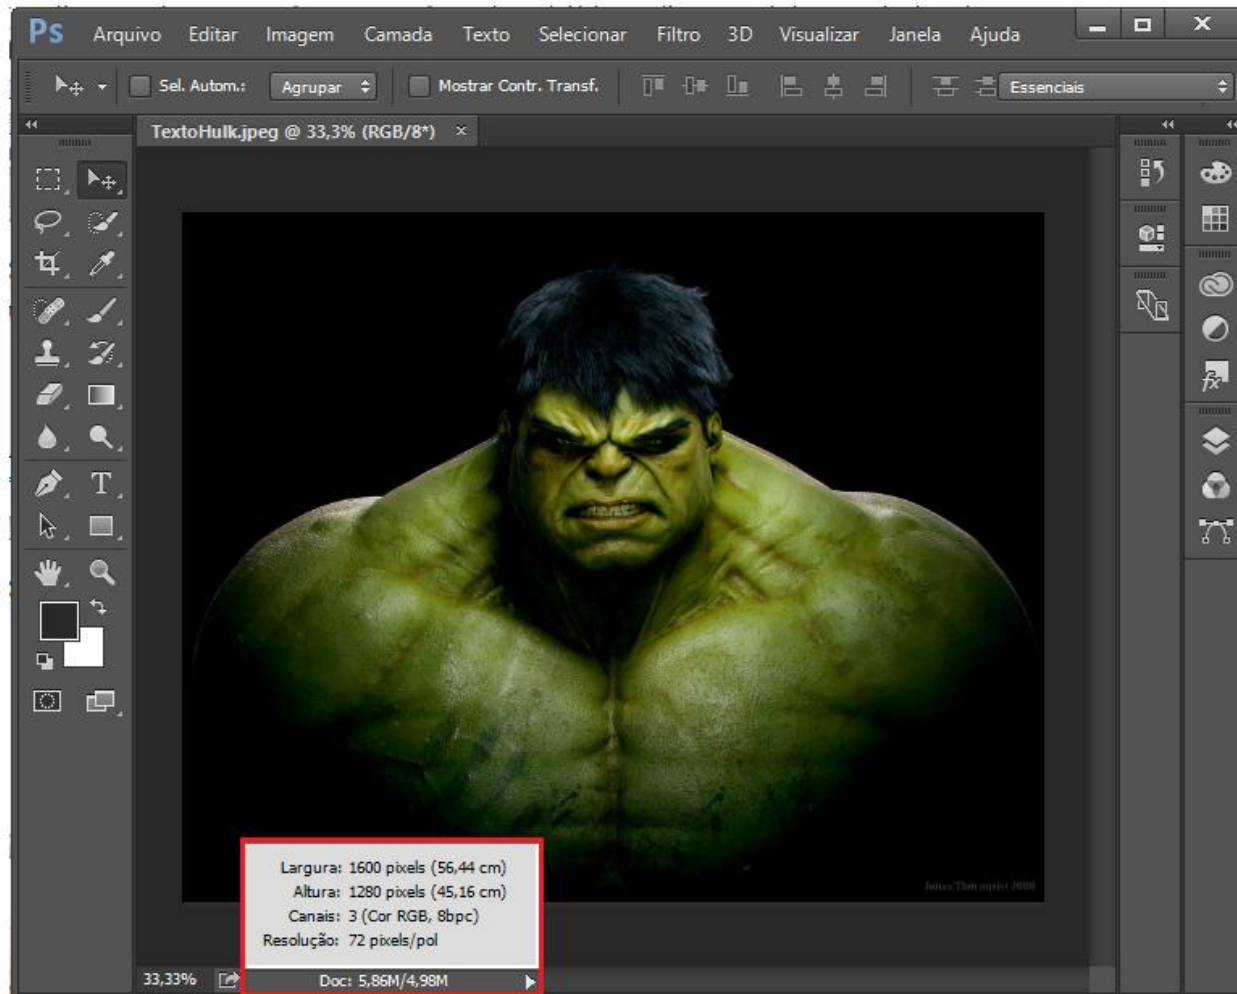 Ps Arquivo Editar Imagem Camada Texto Selecionar Filtro 3D Visualizar Janela Ajuda
Sel. Autom.: Agrupar Mostrar Contr. Transf. Essenciais
TextoHulk.jpeg @ 33,3% (RGB/8*) ×
T
fx
Largura: 1600 pixels (56,44 cm)
Altura: 1280 pixels (45,16 cm)
Canais: 3 (Cor RGB, 8bpc)
Resolução: 72 pixels/pol
33,33% Doc: 5,86M/4,98M